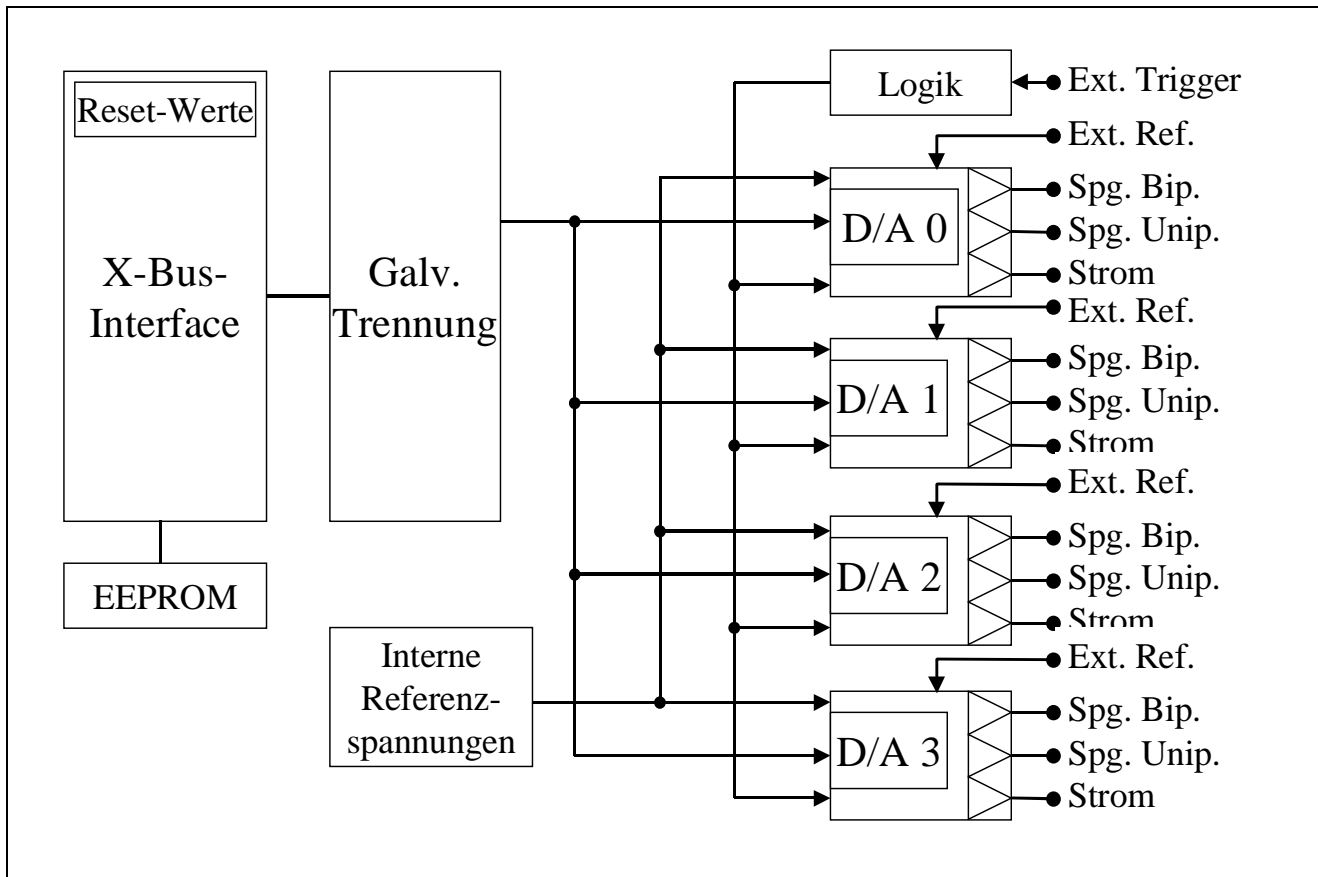 Reset-Werte
X-Bus-
Interface
EEPROM
Galv.
Trennung
Interne
Referenz-
spannungen
Logik
Ext. Trigger
Ext. Ref.
D/A 0
Spg. Bip.
Spg. Unip.
Strom
Ext. Ref.
D/A 1
Spg. Bip.
Spg. Unip.
Strom
Ext. Ref.
D/A 2
Spg. Bip.
Spg. Unip.
Strom
Ext. Ref.
D/A 3
Spg. Bip.
Spg. Unip.
Strom